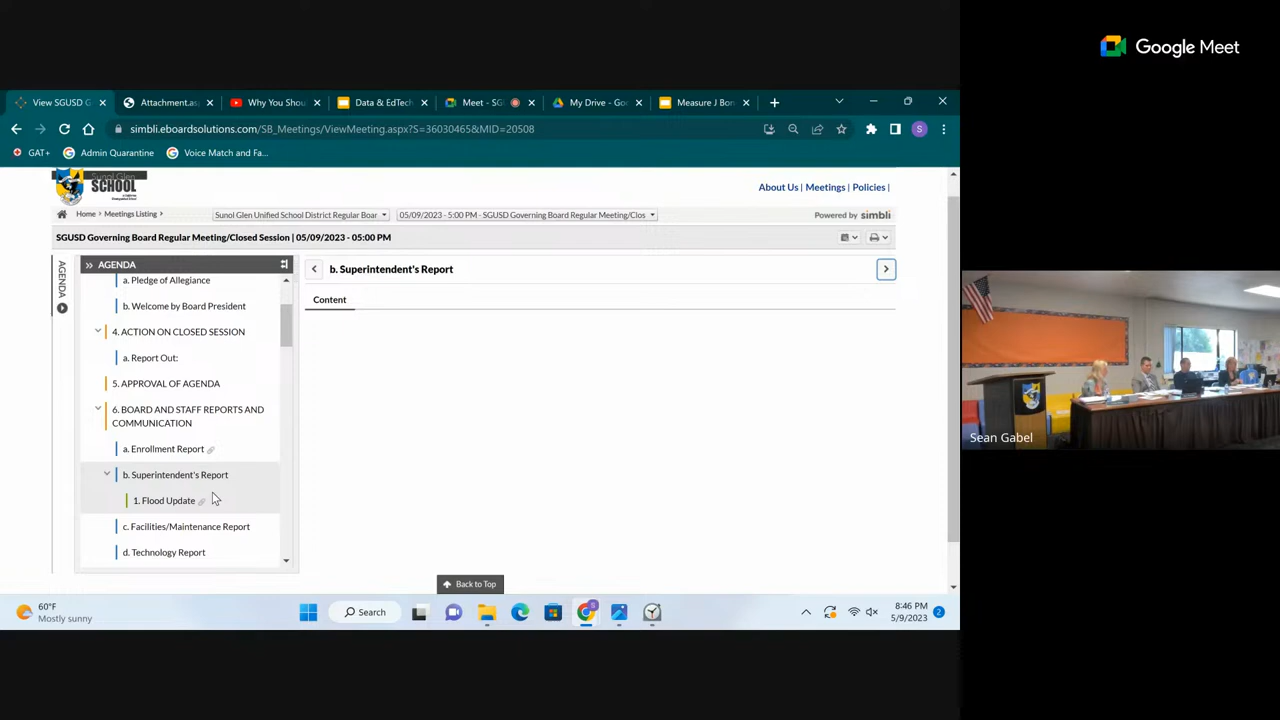 Google Meet
View SGUSD G
Attachment.as
Why You Shou
Data & EdTech
Meet - SG
My Drive - Goo
Measure J Bon
simbli.eboardsolutions.com/SB_Meetings/ViewMeeting.aspx?S=36030465&MID=20508
S
GAT+
Admin Quarantine
Voice Match and Fa...
Sunol Glen
SCHOOL
About Us | Meetings | Policies |
Home Meetings Listing
Sunol Glen Unified School District Regular Boar
05/09/2023 - 5:00 PM - SGUSD Governing Board Regular Meeting/Clos
Powered by simbli
SGUSD Governing Board Regular Meeting/Closed Session | 05/09/2023 - 05:00 PM
AGENDA
AGENDA
b. Superintendent's Report
Content
a. Pledge of Allegiance
b. Welcome by Board President
4. ACTION ON CLOSED SESSION
a. Report Out:
5. APPROVAL OF AGENDA
6. BOARD AND STAFF REPORTS AND
COMMUNICATION
a. Enrollment Report
b. Superintendent's Report
1. Flood Update
c. Facilities/Maintenance Report
d. Technology Report
Back to Top
Sean Gabel
60°F
Mostly sunny
Search
8:46 PM
5/9/2023
2